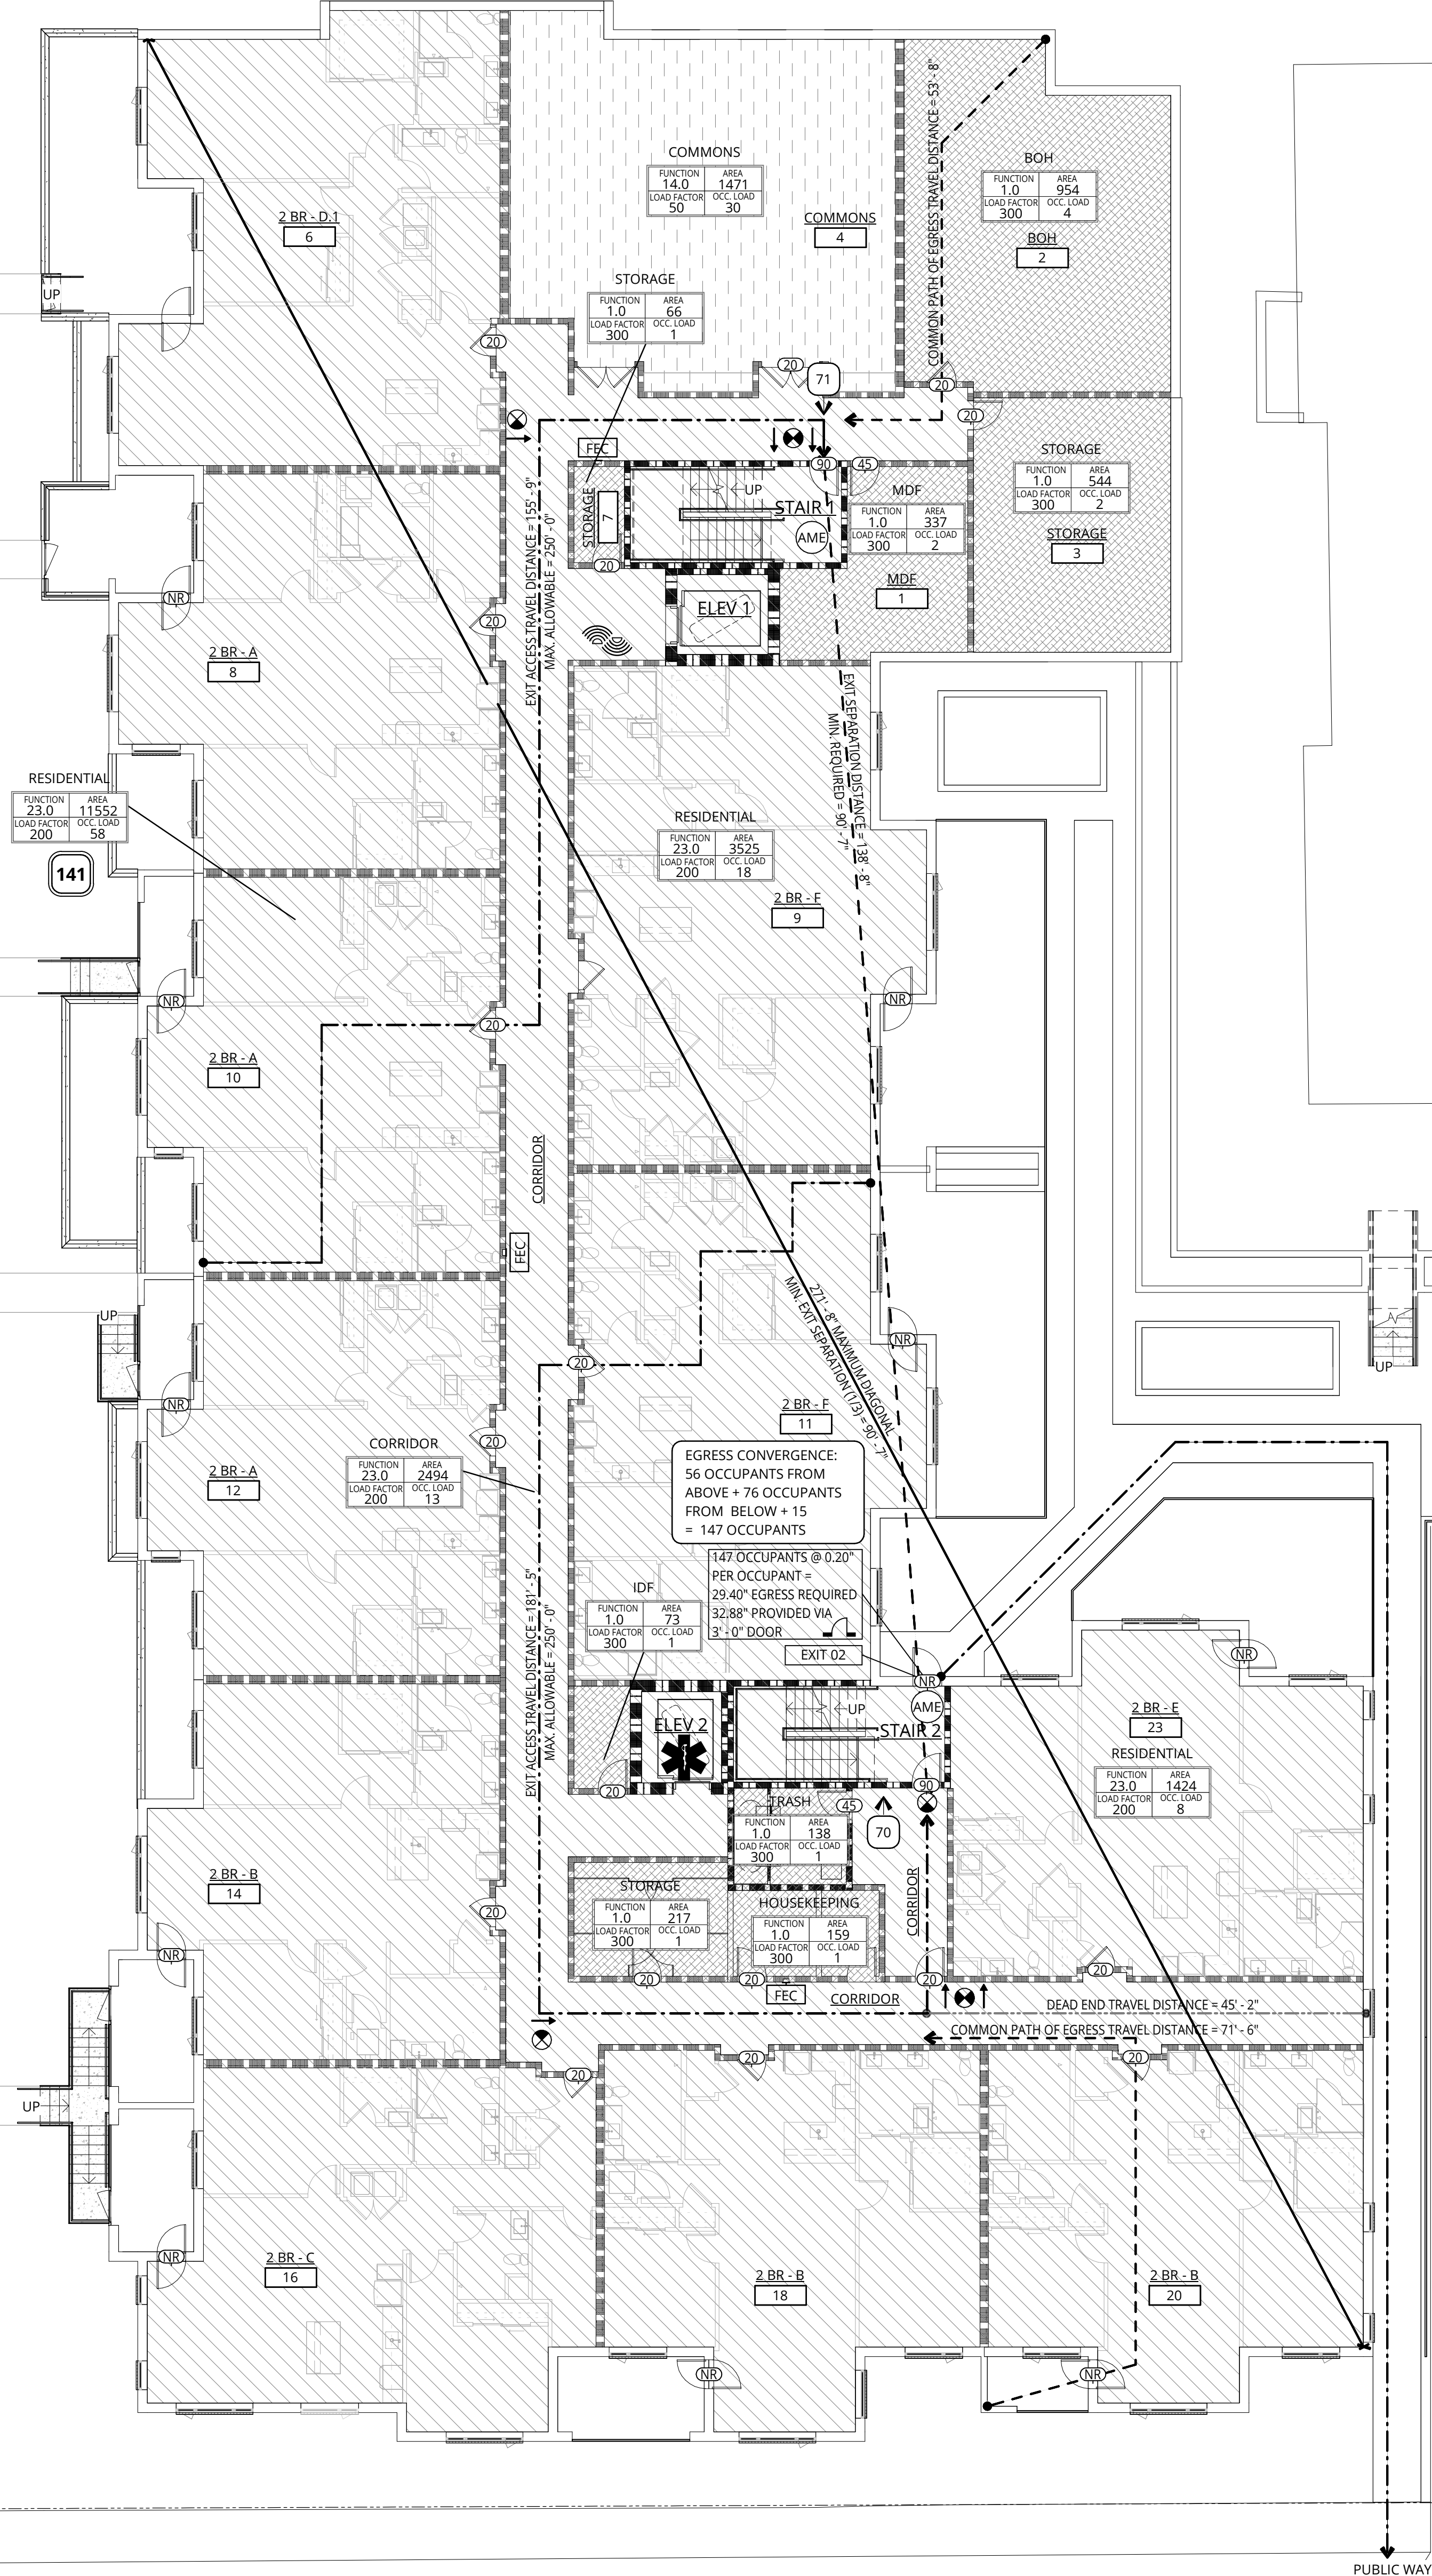 COMMONS
FUNCTION AREA
14.0 1471
LOAD FACTOR OCC. LOAD
50 30
COMMONS
4
BOH
FUNCTION AREA
1.0 954
LOAD FACTOR OCC. LOAD
300 4
BOH
2
COMMON PATH OF EGRESS TRAVEL DISTANCE = 53' - 8"
2 BR - D.1
6
UP
STORAGE
FUNCTION AREA
1.0 66
LOAD FACTOR OCC. LOAD
300 1
20
20
71
20
20
FEC
90
45
STORAGE
FUNCTION AREA
1.0 544
LOAD FACTOR OCC. LOAD
300 2
STORAGE
3
STORAGE
7
UP
STAIR 1
AME
MDF
FUNCTION AREA
1.0 337
LOAD FACTOR OCC. LOAD
300 2
MDF
1
20
ELEV 1
EXIT ACCESS TRAVEL DISTANCE = 155' - 9"
MAX. ALLOWABLE = 250' - 0"
NR
20
2 BR - A
8
EXIT SEPARATION DISTANCE = 138' - 8"
MIN. REQUIRED = 90' - 7"
RESIDENTIAL
FUNCTION AREA
23.0 11552
LOAD FACTOR OCC. LOAD
200 58
141
RESIDENTIAL
FUNCTION AREA
23.0 3525
LOAD FACTOR OCC. LOAD
200 18
2 BR - F
9
NR
NR
20
2 BR - A
10
CORRIDOR
FEC
271' - 8" MAXIMUM DIAGONAL
MIN. EXIT SEPARATION (1/3) = 90' - 7"
UP
NR
UP
20
NR
2 BR - F
11
20
CORRIDOR
FUNCTION AREA
23.0 2494
LOAD FACTOR OCC. LOAD
200 13
2 BR - A
12
EGRESS CONVERGENCE:
56 OCCUPANTS FROM
ABOVE + 76 OCCUPANTS
FROM BELOW + 15
= 147 OCCUPANTS
147 OCCUPANTS @ 0.20"
PER OCCUPANT =
29.40" EGRESS REQUIRED
32.88" PROVIDED VIA
3' - 0" DOOR
EXIT 02
EXIT ACCESS TRAVEL DISTANCE = 181' - 5"
MAX. ALLOWABLE = 250' - 0"
IDF
FUNCTION AREA
1.0 73
LOAD FACTOR OCC. LOAD
300 1
NR
NR
AME
UP
STAIR 2
ELEV 2
2 BR - E
23
RESIDENTIAL
FUNCTION AREA
23.0 1424
LOAD FACTOR OCC. LOAD
200 8
20
90
TRASH
45
FUNCTION AREA
1.0 138
LOAD FACTOR OCC. LOAD
300 1
70
2 BR - B
14
20
STORAGE
FUNCTION AREA
1.0 217
LOAD FACTOR OCC. LOAD
300 1
HOUSEKEEPING
FUNCTION AREA
1.0 159
LOAD FACTOR OCC. LOAD
300 1
CORRIDOR
NR
20
20
20
20
FEC
CORRIDOR
DEAD END TRAVEL DISTANCE = 45' - 2"
COMMON PATH OF EGRESS TRAVEL DISTANCE = 71' - 6"
20
20
20
UP
NR
2 BR - C
16
2 BR - B
18
2 BR - B
20
NR
NR
PUBLIC WAY